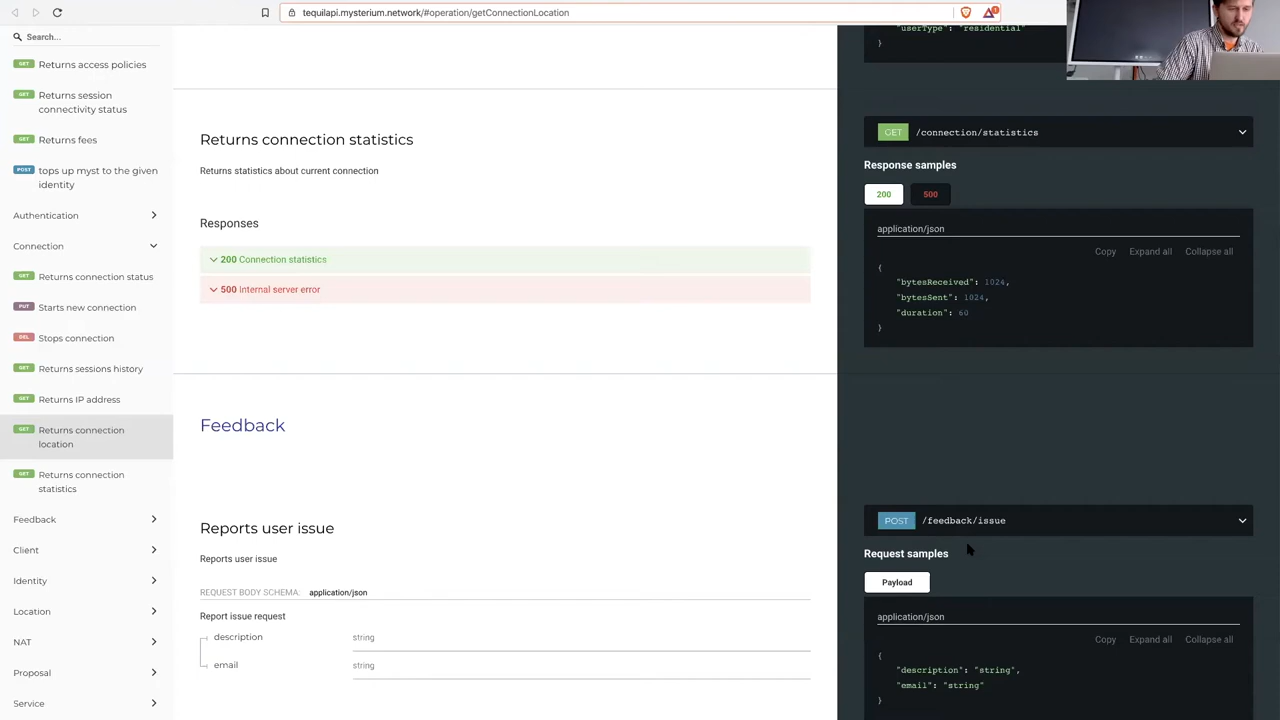 tequilapi.mysterium.network/#operation/getConnectionLocation
1
Search...
GET Returns access policies
GET Returns session
connectivity status
GET Returns fees
POST tops up myst to the given
identity
Authentication
Connection
GET Returns connection status
PUT Starts new connection
DEL Stops connection
GET Returns sessions history
GET Returns IP address
GET Returns connection
location
GET Returns connection
statistics
Feedback
Client
Identity
Location
NAT
Proposal
Service
Returns connection statistics
Returns statistics about current connection
Responses
200 Connection statistics
500 Internal server error
Feedback
Reports user issue
Reports user issue
REQUEST BODY SCHEMA: application/json
Report issue request
description string
email string
"userType": "residential"
}
GET /connection/statistics
Response samples
200 500
application/json
Copy Expand all Collapse all
{
"bytesReceived": 1024,
"bytesSent": 1024,
"duration": 60
}
POST /feedback/issue
Request samples
Payload
application/json
Copy Expand all Collapse all
{
"description": "string",
"email": "string"
}